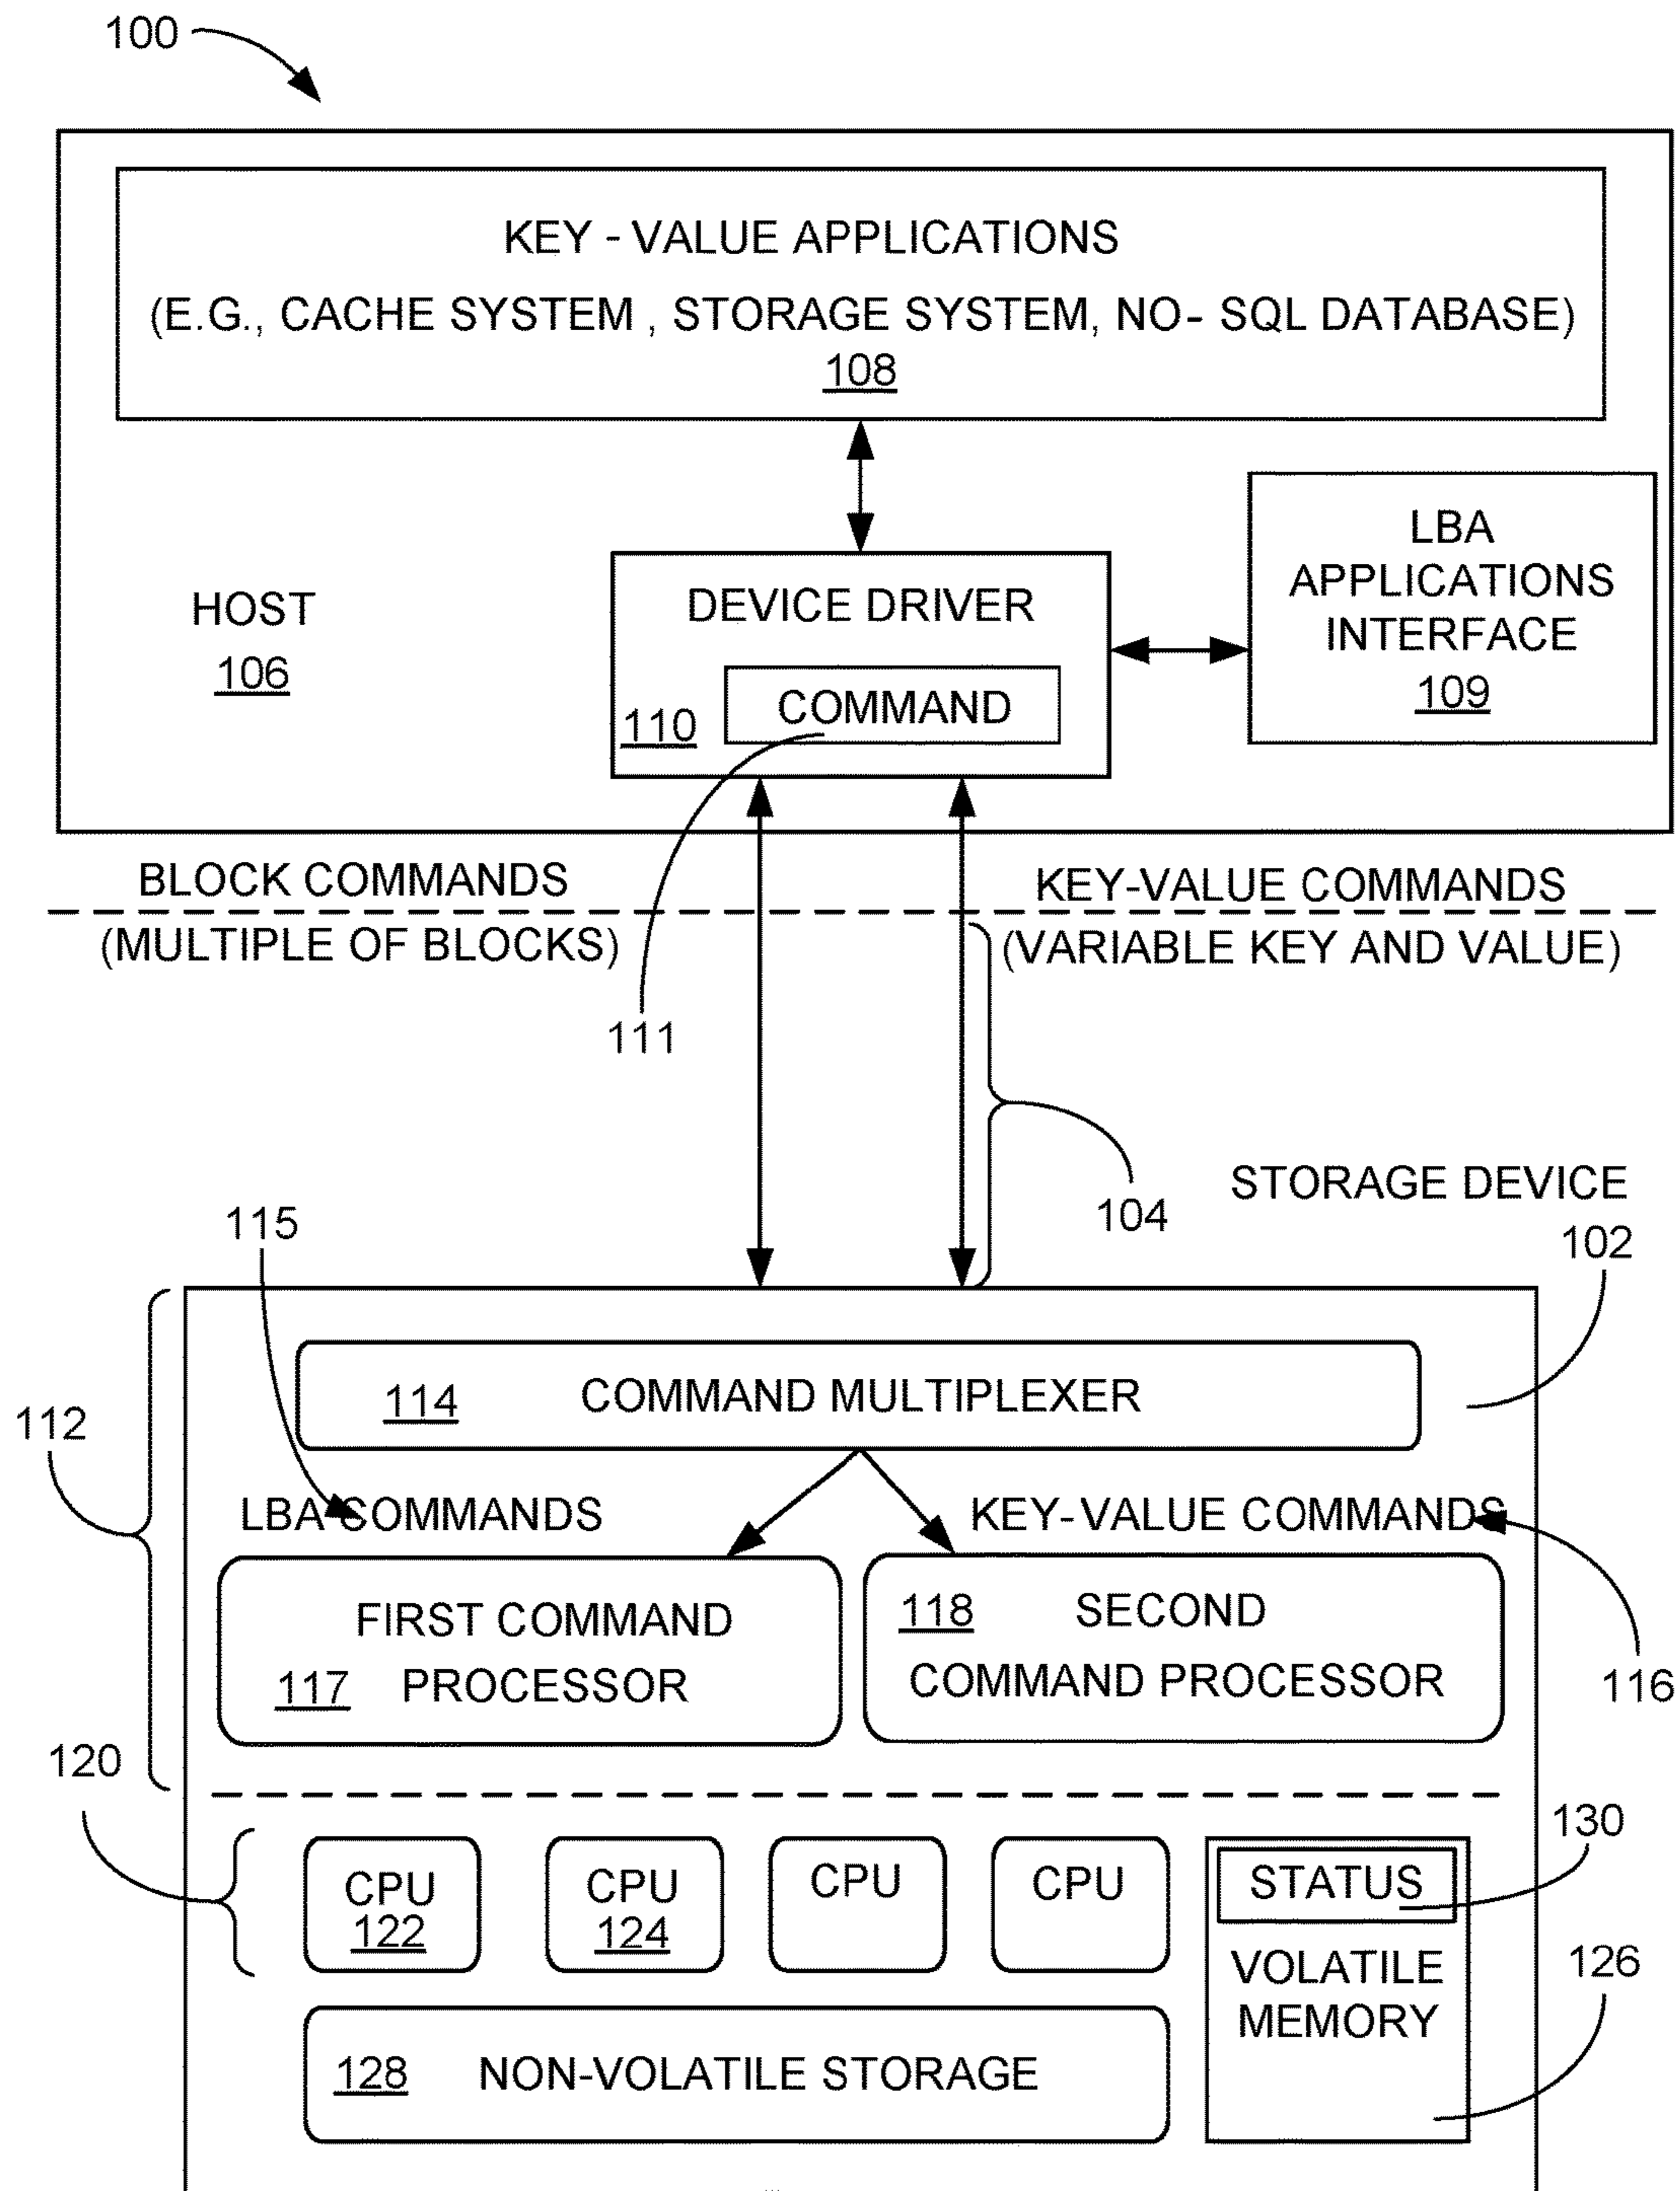 100
KEY - VALUE APPLICATIONS
(E.G., CACHE SYSTEM , STORAGE SYSTEM, NO- SQL DATABASE)
108
HOST
106
DEVICE DRIVER
COMMAND
110
LBA
APPLICATIONS
INTERFACE
109
BLOCK COMMANDS
KEY-VALUE COMMANDS
(MULTIPLE OF BLOCKS)
(VARIABLE KEY AND VALUE)
111
104
STORAGE DEVICE
102
115
112
114 COMMAND MULTIPLEXER
LBA COMMANDS
KEY-VALUE COMMANDS
FIRST COMMAND
117 PROCESSOR
118 SECOND
COMMAND PROCESSOR
116
120
CPU
122
CPU
124
CPU
CPU
STATUS
130
VOLATILE
MEMORY
126
128 NON-VOLATILE STORAGE